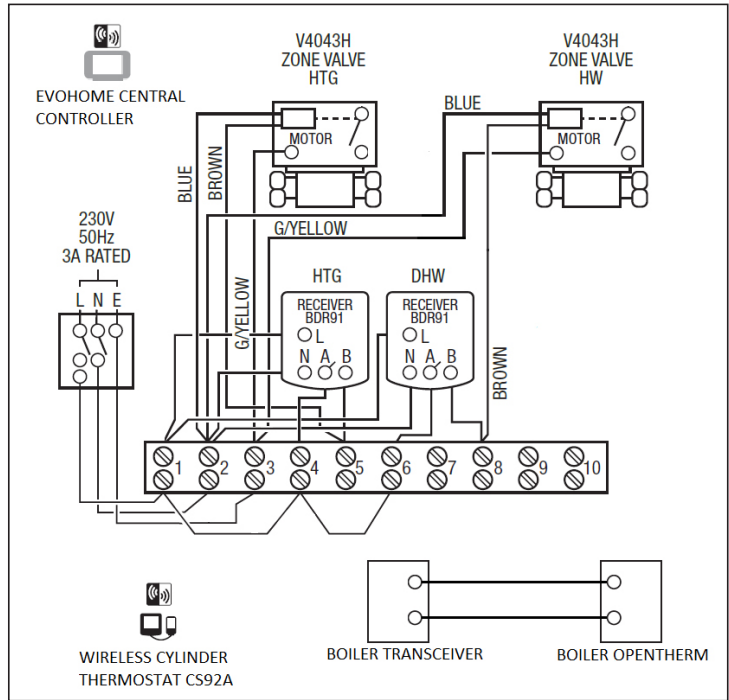 EVOHOME CENTRAL
CONTROLLER
V4043H
ZONE VALVE
HTG
V4043H
ZONE VALVE
HW
MOTOR
MOTOR
BLUE
BLUE
BROWN
G/YELLOW
G/YELLOW
BROWN
230V
50Hz
3A RATED
L N E
HTG
DHW
RECEIVER
BDR91
L
N A B
RECEIVER
BDR91
L
N A B
1 2 3 4 5 6 7 8 9 10
WIRELESS CYLINDER
THERMOSTAT CS92A
BOILER TRANSCEIVER
BOILER OPENTHERM